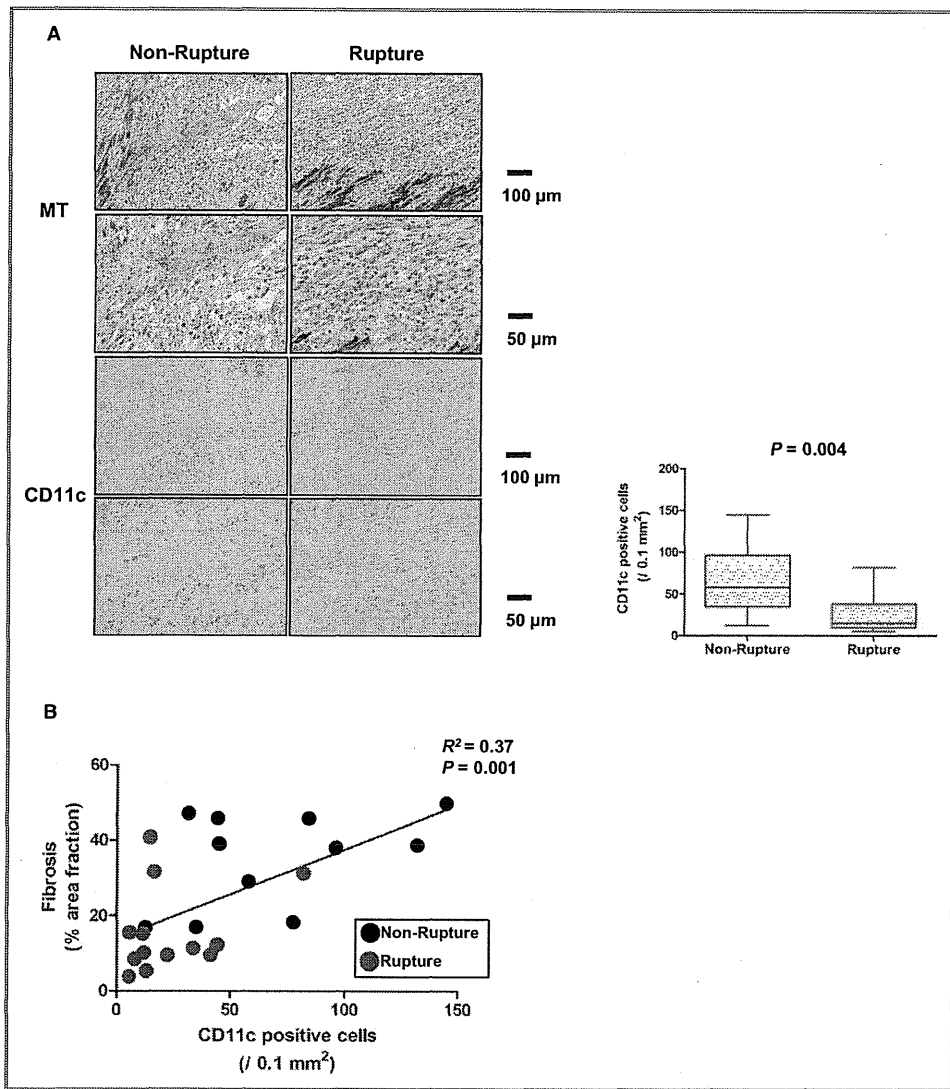 A
Non-Rupture Rupture
100 µm
MT
50 µm
100 µm
CD11c
50 µm
P = 0.004
200
150
100
50
0
CD11c positive cells
(/ 0.1 mm²)
Non-Rupture Rupture
B
R² = 0.37
P = 0.001
60
40
20
0
Fibrosis
(% area fraction)
Non-Rupture
Rupture
0 50 100 150
CD11c positive cells
(/ 0.1 mm²)